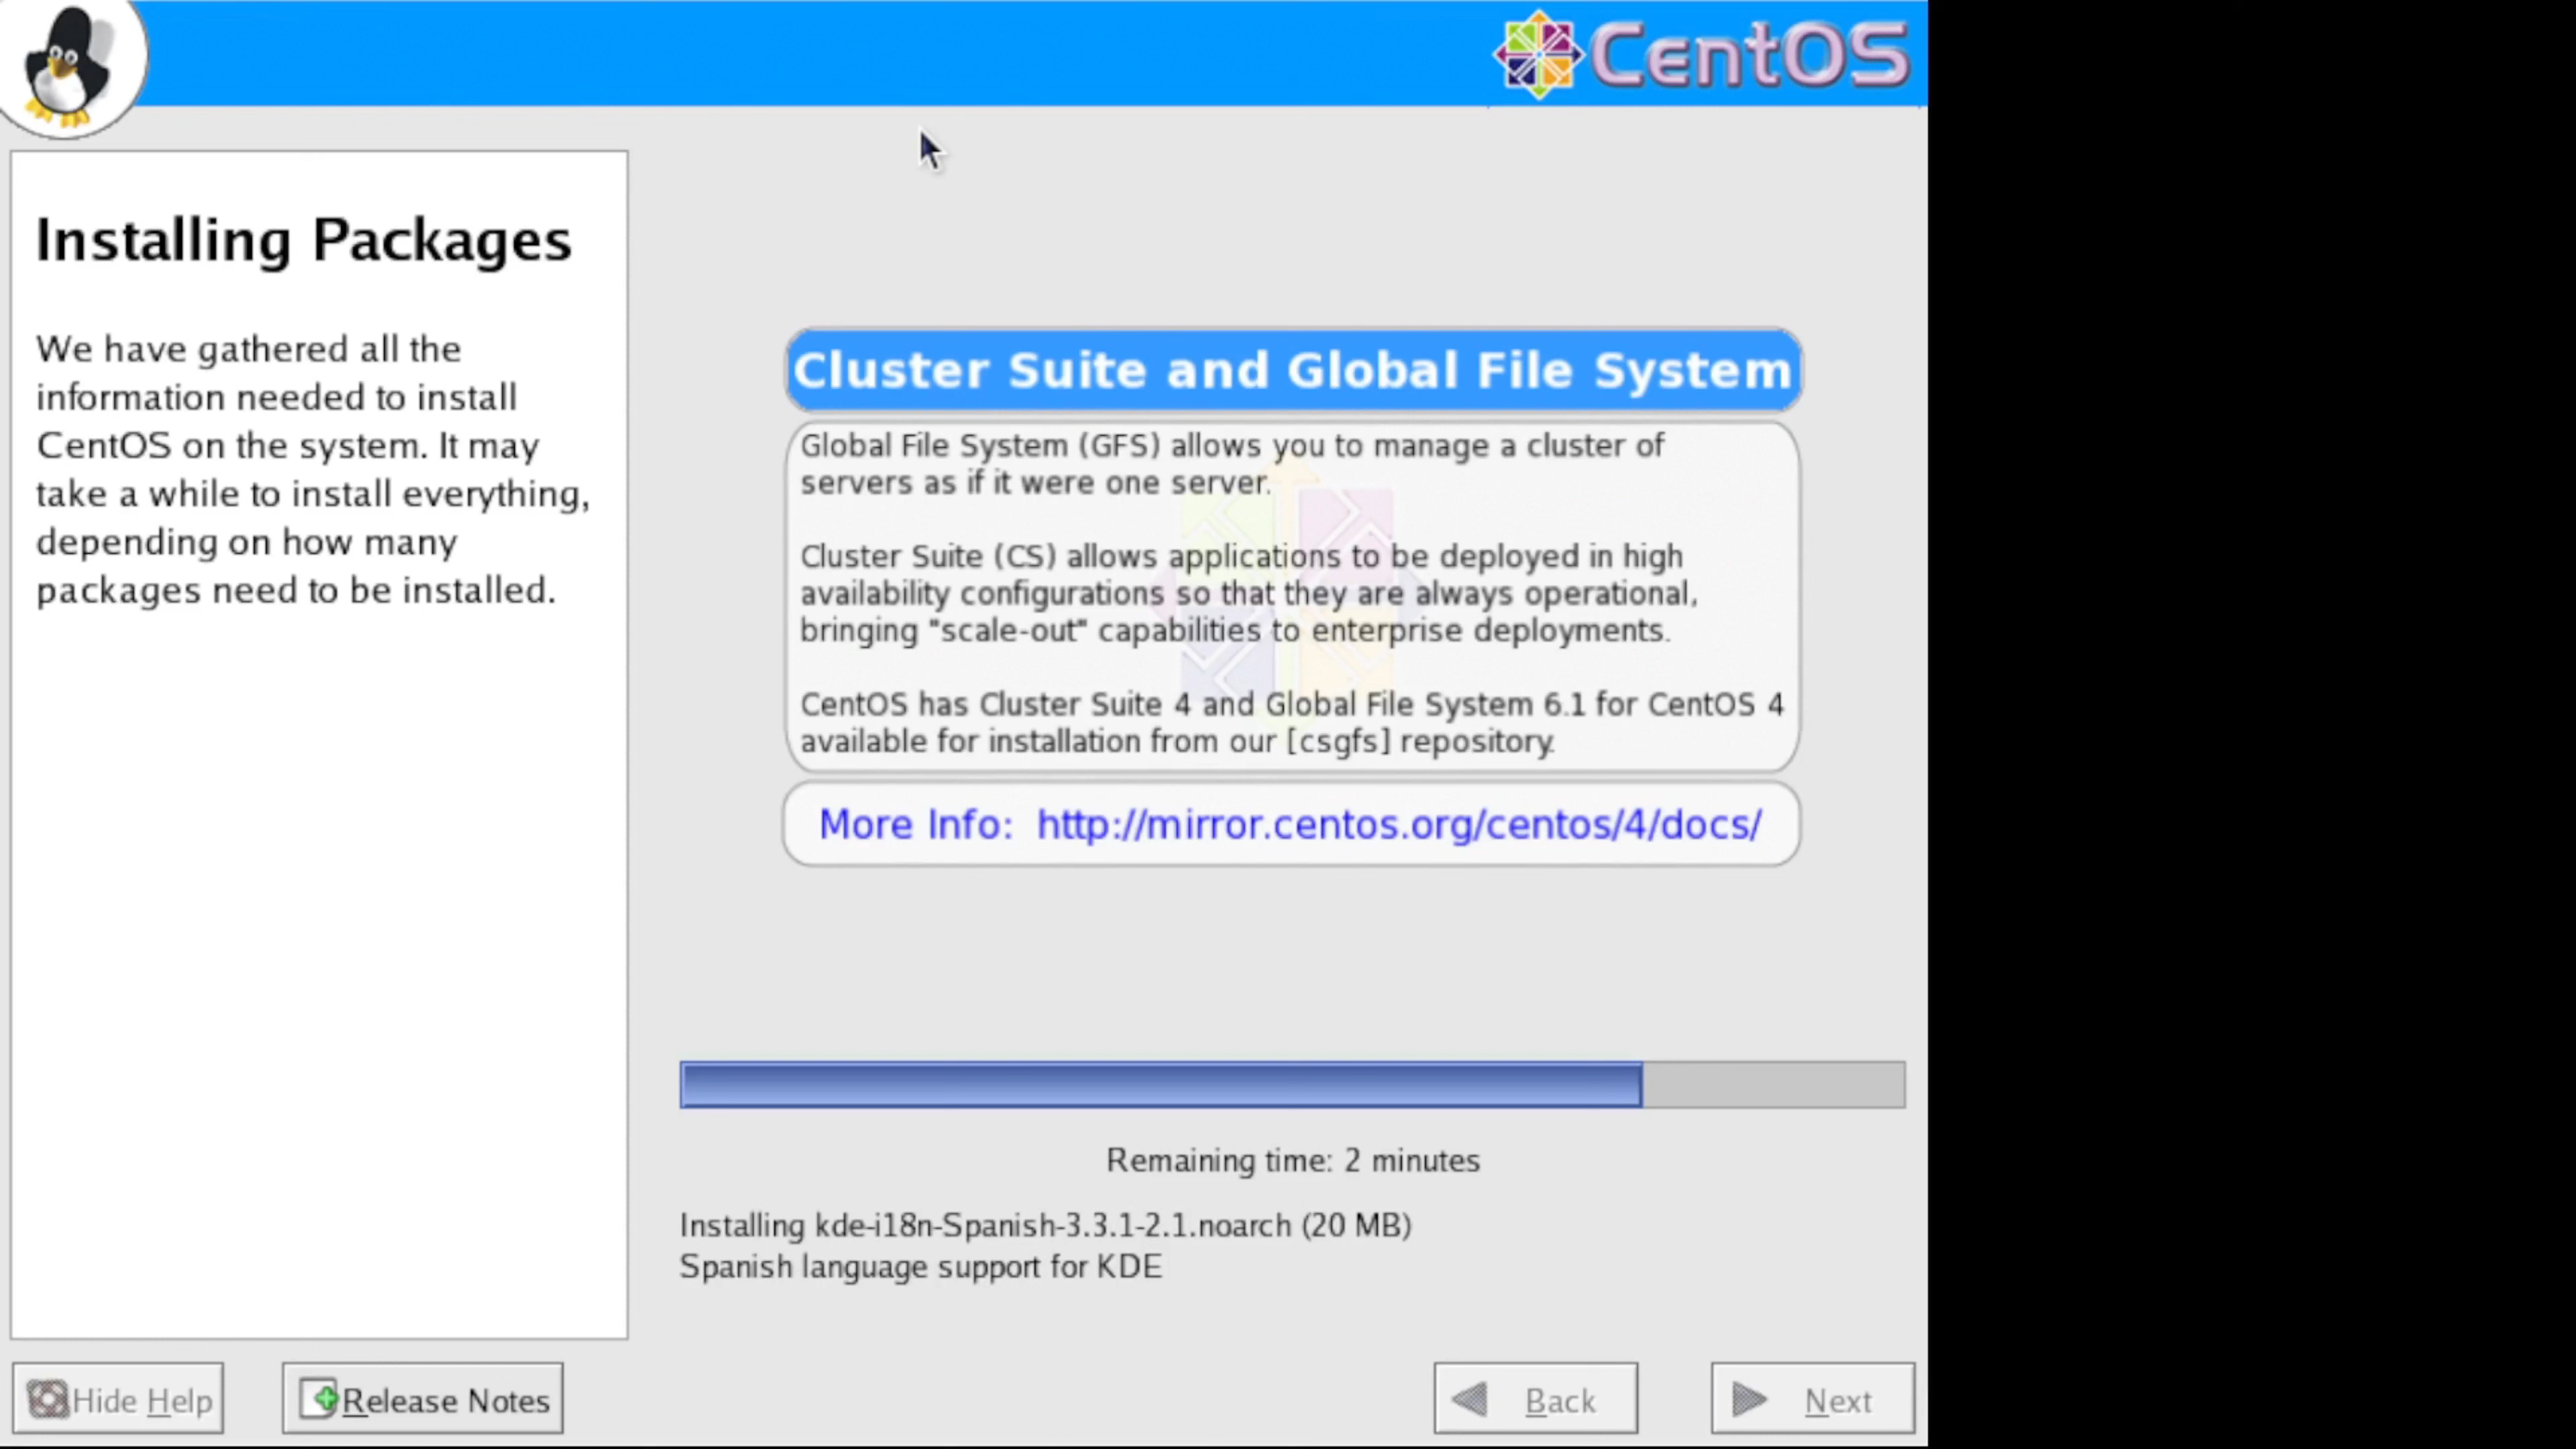 CentOS
Installing Packages
We have gathered all the
information needed to install
CentOS on the system. It may
take a while to install everything,
depending on how many
packages need to be installed.
Cluster Suite and Global File System
Global File System (GFS) allows you to manage a cluster of
servers as if it were one server.
Cluster Suite (CS) allows applications to be deployed in high
availability configurations so that they are always operational,
bringing "scale-out" capabilities to enterprise deployments.
CentOS has Cluster Suite 4 and Global File System 6.1 for CentOS 4
available for installation from our [csgfs] repository.
More Info: http://mirror.centos.org/centos/4/docs/
Remaining time: 2 minutes
Installing kde-i18n-Spanish-3.3.1-2.1.noarch (20 MB)
Spanish language support for KDE
Hide Help
Release Notes
Back
Next